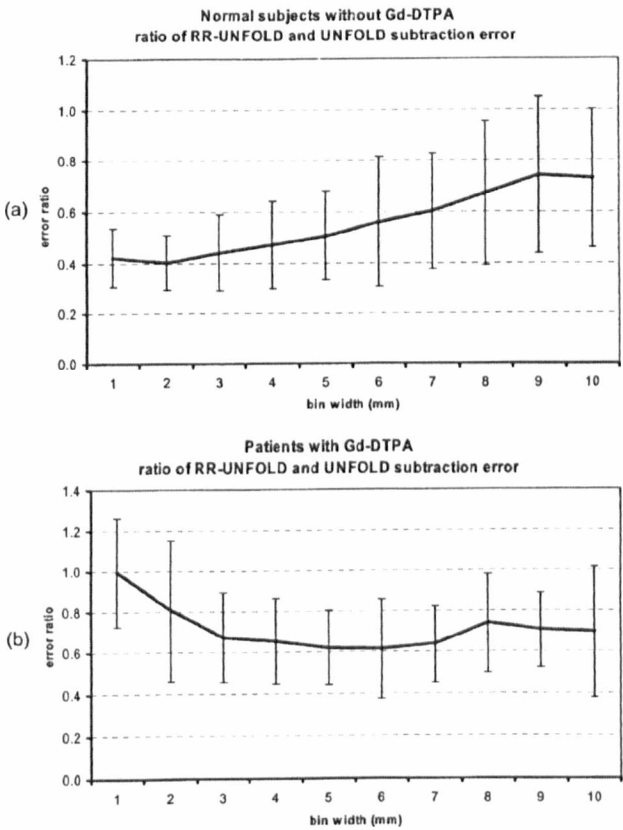 Normal subjects without Gd-DTPA
ratio of RR-UNFOLD and UNFOLD subtraction error
1.2
1.0
0.8
0.6
0.4
0.2
0.0
error ratio
(a)
1 2 3 4 5 6 7 8 9 10
bin width (mm)
Patients with Gd-DTPA
ratio of RR-UNFOLD and UNFOLD subtraction error
1.4
1.2
1.0
0.8
0.6
0.4
0.2
0.0
error ratio
(b)
1 2 3 4 5 6 7 8 9 10
bin width (mm)